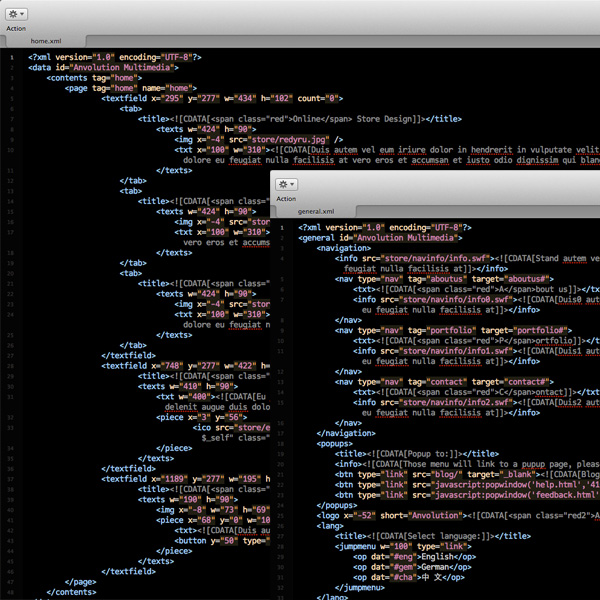 Action
home.xml
<?xml version="1.0" encoding="UTF-8"?>
<data id="Anvolution Multimedia">
<contents tag="home">
<page tag="home" name="home">
<textfield x="295" y="277" w="434" h="102" count="0">
<tab>
<title><![CDATA[<span class="red">Online</span> Store Design]]></title>
<texts w="424" h="90">
<img x="-4" src="store/redyru.jpg" />
<txt x="100" w="310"><![CDATA[Duis autem vel eum iriure dolor in hendrerit in vulputate velit
dolore eu feugiat nulla facilisis at vero eros et accumsan et iusto odio dignissim qui blan
</texts>
</tab>
<tab>
<title><![CDATA[<span class="
<texts w="424" h="90">
<img x="-4" src="stor
<txt x="100" w="310">
vero eros et accums
</texts>
</tab>
<tab>
<title><![CDATA[<span class="
<texts w="424" h="90">
<img x="-4" src="stor
<txt x="100" w="310">
dolore eu feugiat n
</texts>
</tab>
</textfield>
<textfield x="748" y="277" w="422" h=
<title><![CDATA[<span class="
<texts w="410" h="90">
<txt w="400"><![CDATA[Eu
delenit augue duis dolo
<piece x="3" y="56">
<ico src="store/e
$_self" class="
</piece>
</texts>
</textfield>
<textfield x="1189" y="277" w="195" h
<title><![CDATA[<span class="
<texts w="190" h="90">
<img x="-8" w="73" h="69"
<piece x="68" y="0" w="10
<txt><![CDATA[Duis au
<button y="50" type="
</piece>
</texts>
</textfield>
</page>
</contents>
Action
general.xml
<?xml version="1.0" encoding="UTF-8"?>
<general id="Anvolution Multimedia">
<navigation>
<info src="store/navinfo/info.swf"><![CDATA[Stand autem ve
feugiat nulla facilisis at]]></info>
<nav type="nav" tag="aboutus" target="aboutus#">
<txt><![CDATA[<span class="red">A</span>bout us]]></tx
<info src="store/navinfo/info0.swf"><![CDATA[Duis0 aut
eu feugiat nulla facilisis at]]></info>
</nav>
<nav type="nav" tag="portfolio" target="portfolio#">
<txt><![CDATA[<span class="red">P</span>ortfolio]]></t
<info src="store/navinfo/info1.swf"><![CDATA[Duis1 aut
eu feugiat nulla facilisis at]]></info>
</nav>
<nav type="nav" tag="contact" target="contact#">
<txt><![CDATA[<span class="red">C</span>ontact]]></txt
<info src="store/navinfo/info2.swf"><![CDATA[Duis2 aut
eu feugiat nulla facilisis at]]></info>
</nav>
</navigation>
<popups>
<title><![CDATA[Popup to:]]></title>
<info><![CDATA[Those menu will link to a pupup page, please
<btn type="link" src="blog/" target="_blank"><![CDATA[Blog
<btn type="link" src="javascript:popwindow('help.html','41
<btn type="link" src="javascript:popwindow('feedback.html'
</popups>
<logo x="-52" short="Anvolution"><![CDATA[<span class="red2">A
<lang>
<title><![CDATA[Select language:]]></title>
<jumpmenu w="100" type="link">
<op dat="#eng">English</op>
<op dat="#gem">German</op>
<op dat="#cha">中 文</op>
</jumpmenu>
</lang>